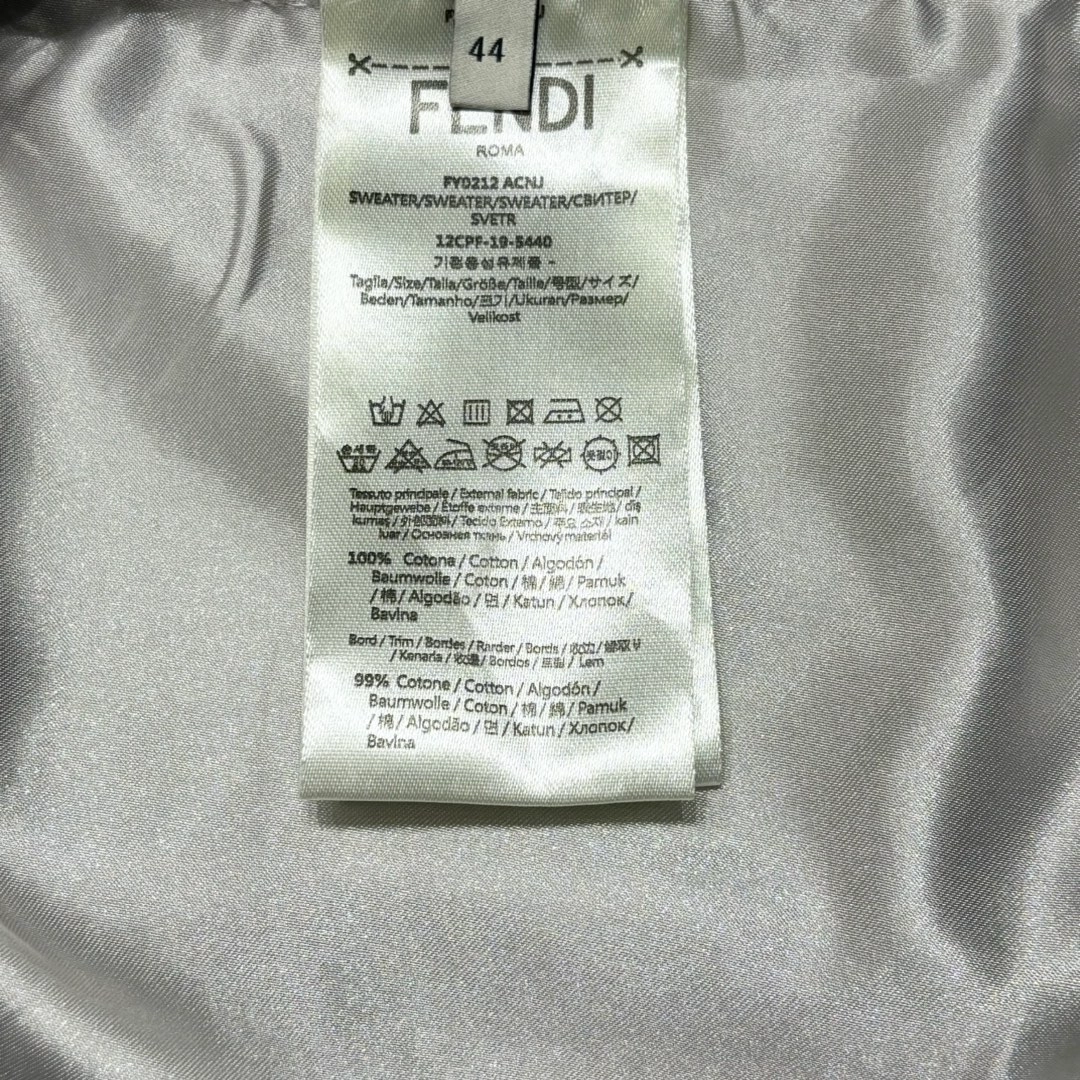 44
FENDI
ROMA
FY0212 ACNJ
SWEATER/SWEATER/SWEATER/СВИТЕР/
SVETR
12CPF-19-5440
Taglia/Size/Talla/Größe/Taille/号型/サイズ/
Beden/Tamanho/크기/Ukuran/Размер/
Velikost
Tessuto principale / External fabric / Tejido principal /
Hauptgewebe / Étoffe externe / 主面料 / 表生地 / dış
kumaş / 外部面料 / Tecido Externo / 주요 소재 / kain
luar / Основная ткань / Vrchový materiál
100% Cotone / Cotton / Algodón /
Baumwolle / Coton / 棉 / 綿 / Pamuk
/ 棉 / Algodão / 면 / Katun / Хлопок/
Bavlna
Bord / Trim / Bordes / Rarder / Bords / 收边 /
/ Kenarla / Bordos / Lem
99% Cotone / Cotton / Algodón /
Baumwolle / Coton / 棉 / 綿 / Pamuk
/ 棉 / Algodão / 면 / Katun / Хлопок/
Bavlna